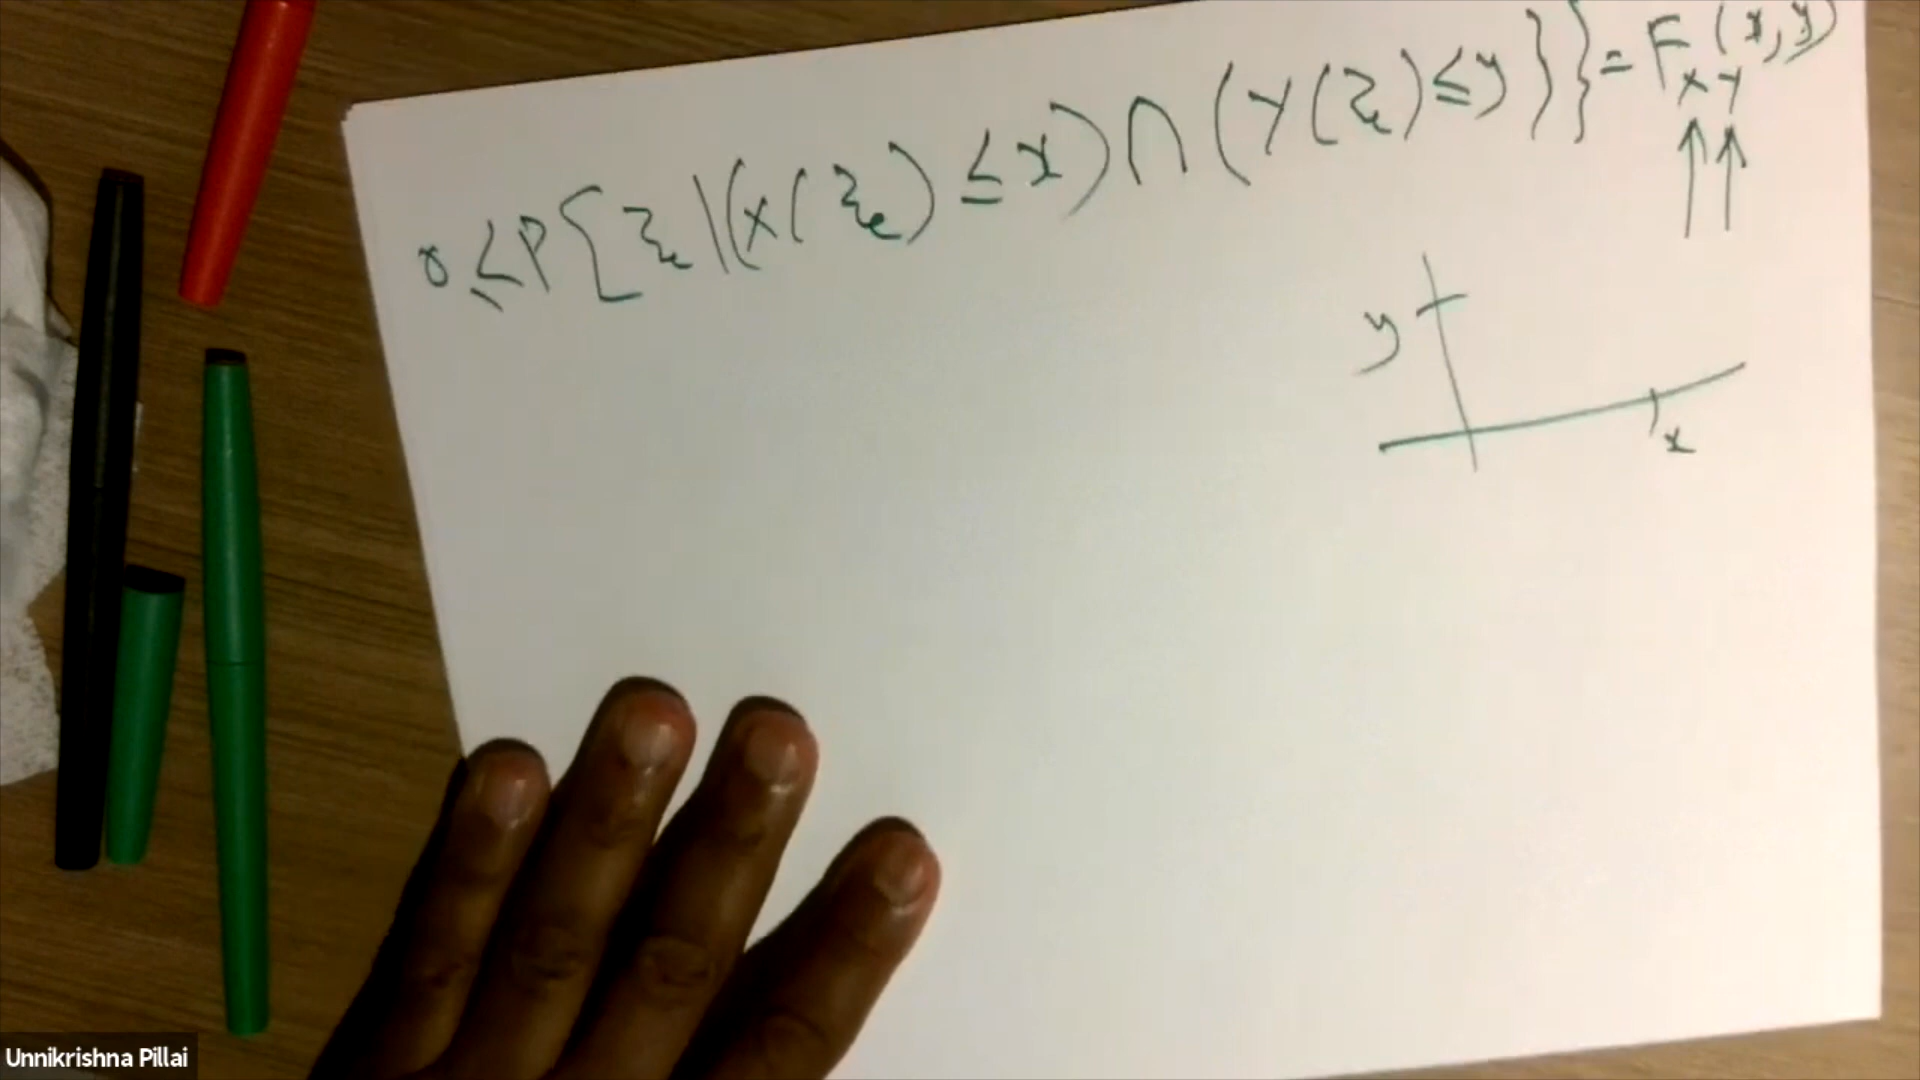 0 ≤ P{ξ | (X(ξ) ≤ x) ∩ (Y(ξ) ≤ y}} = F_XY(x,y)
↑↑
y
x
Unnikrishna Pillai